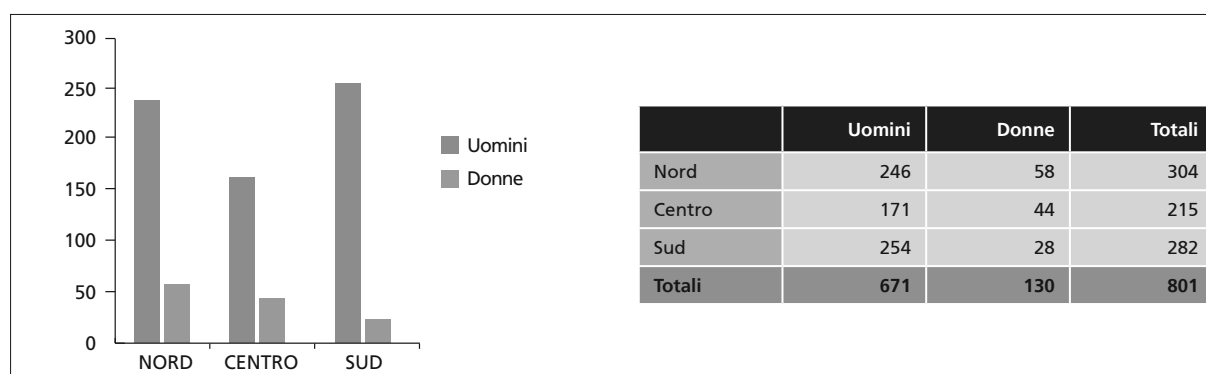 300
250
200
150
100
50
0
NORD CENTRO SUD
Uomini
Donne
Uomini Donne Totali
Nord 246 58 304
Centro 171 44 215
Sud 254 28 282
Totali 671 130 801